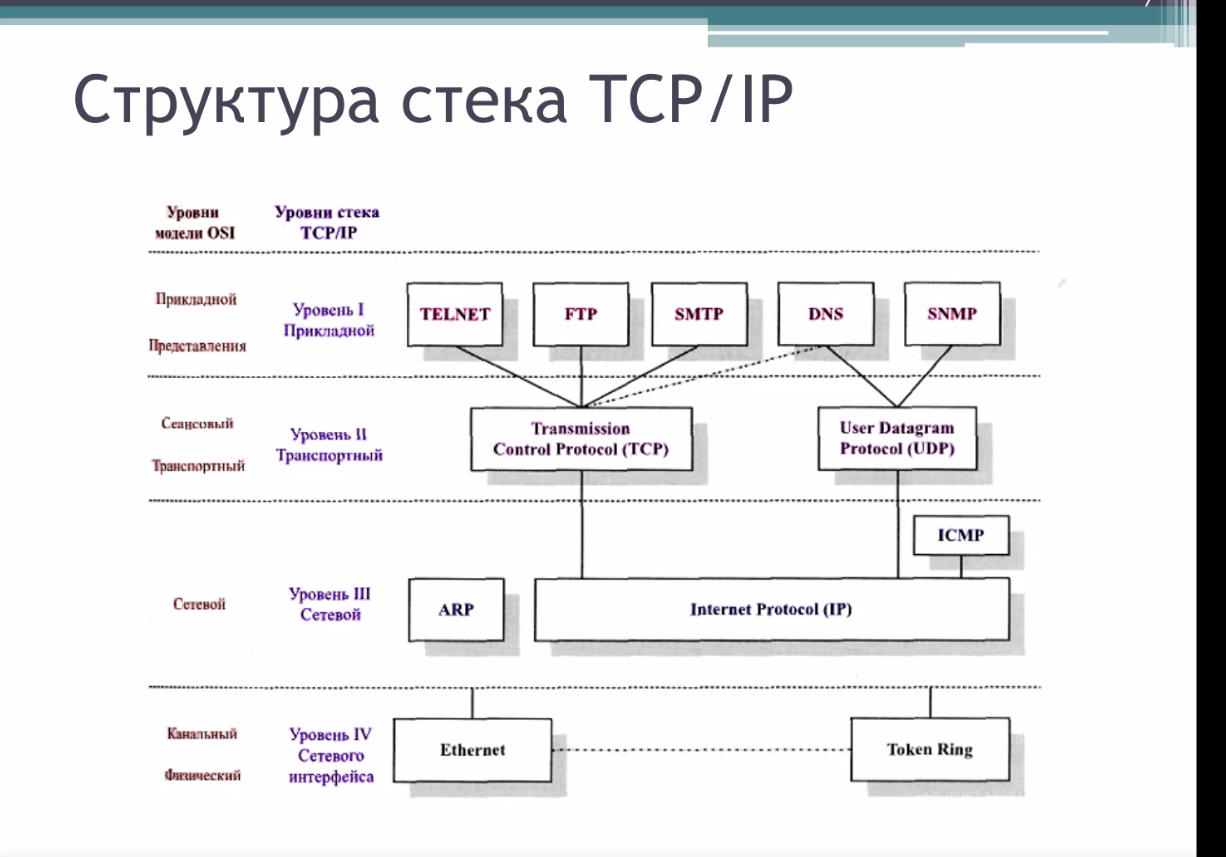 Структура стека TCP/IP
Уровни
модели OSI
Уровни стека
TCP/IP
Прикладной
Представления
Уровень I
Прикладной
TELNET
FTP
SMTP
DNS
SNMP
Сеансовый
Транспортный
Уровень II
Транспортный
Transmission
Control Protocol (TCP)
User Datagram
Protocol (UDP)
ICMP
Сетевой
Уровень III
Сетевой
ARP
Internet Protocol (IP)
Канальный
Физический
Уровень IV
Сетевого
интерфейса
Ethernet
Token Ring